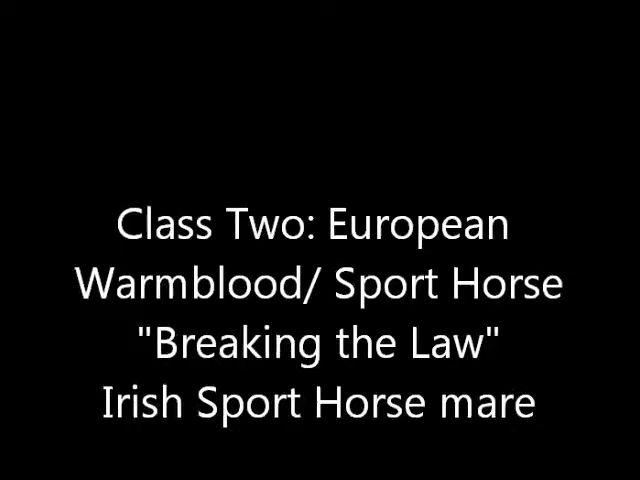 Class Two: European
Warmblood/ Sport Horse
"Breaking the Law"
Irish Sport Horse mare